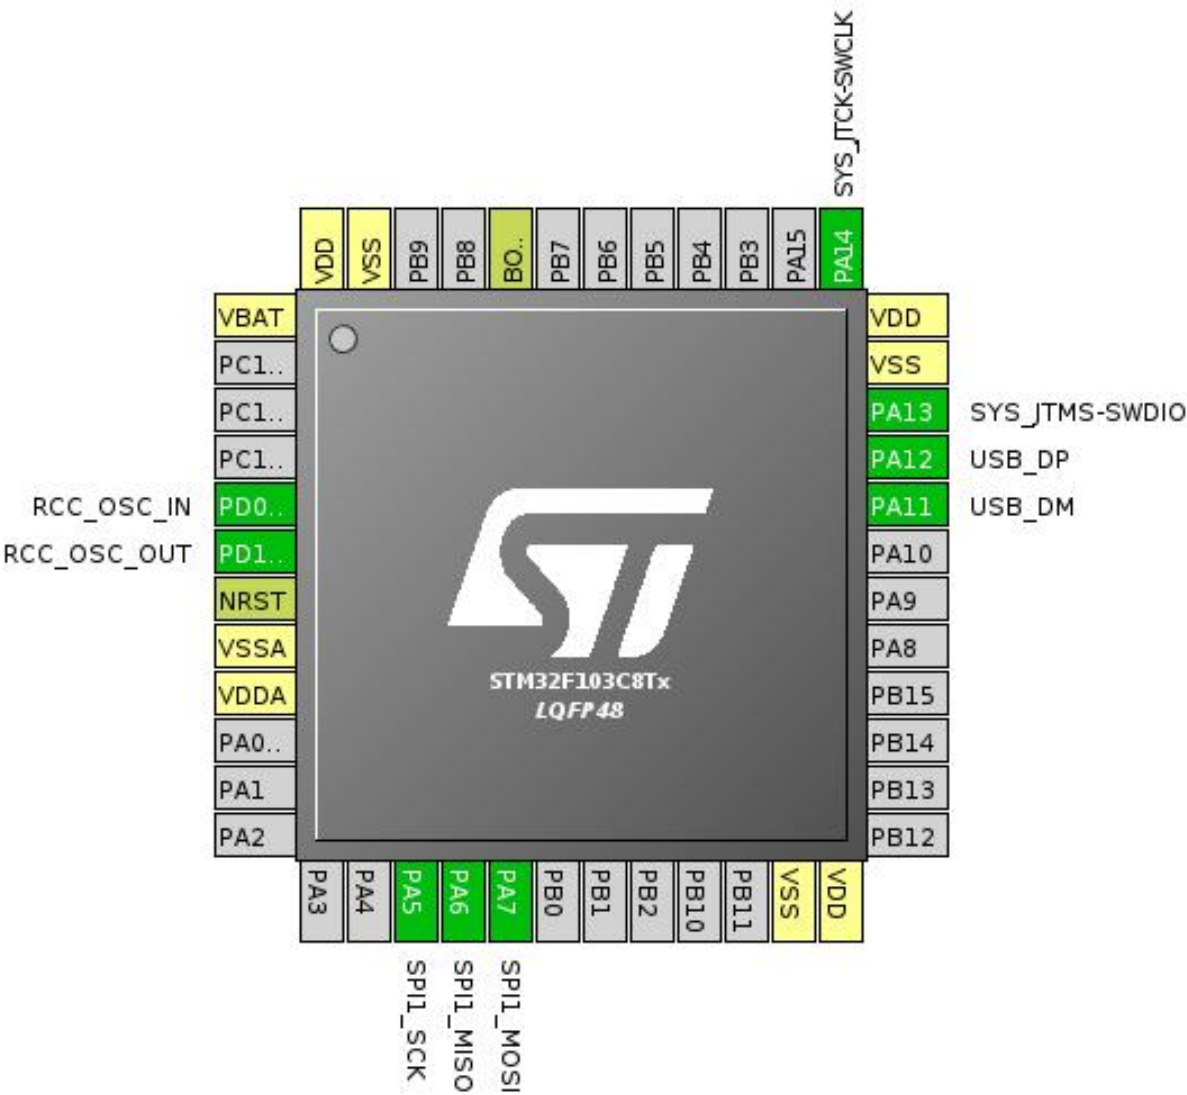 SYS_JTCK-SWCLK
VDD
VSS
PB9
PB8
BO..
PB7
PB6
PB5
PB4
PB3
PA15
PA14
VBAT
PC1..
PC1..
PC1..
RCC_OSC_IN PD0..
RCC_OSC_OUT PD1..
NRST
VSSA
VDDA
PA0..
PA1
PA2
VDD
VSS
PA13 SYS_JTMS-SWDIO
PA12 USB_DP
PA11 USB_DM
PA10
PA9
PA8
PB15
PB14
PB13
PB12
ST
STM32F103C8Tx
LQFP48
PA3
PA4
PA5
PA6
PA7
PB0
PB1
PB2
PB10
PB11
VSS
VDD
SPI1_SCK
SPI1_MISO
SPI1_MOSI